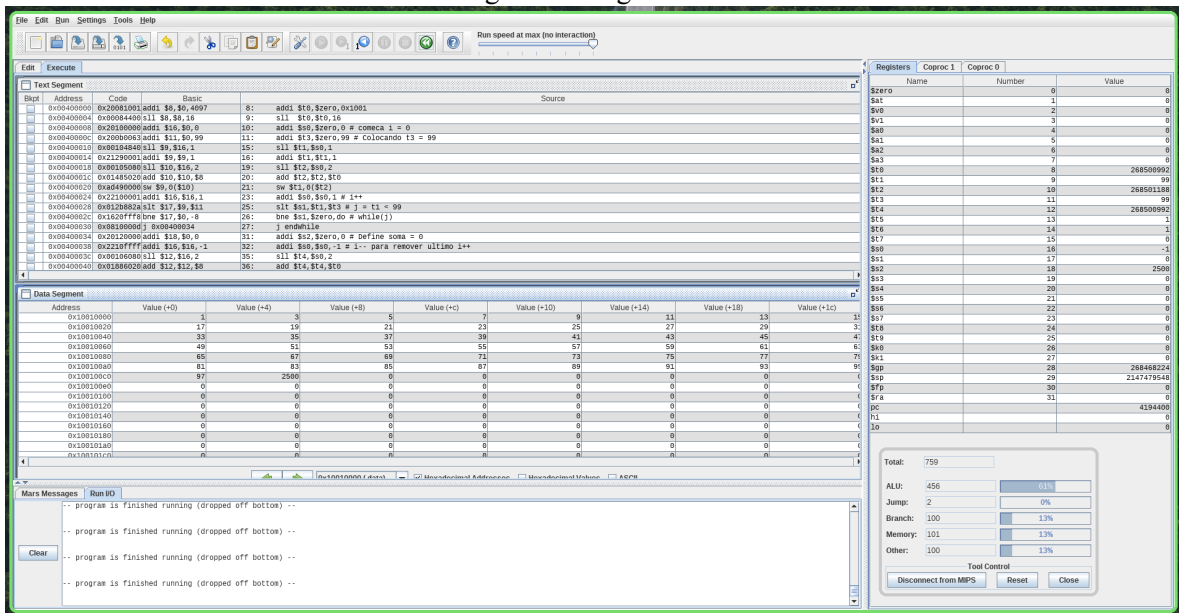 File Edit Run Settings Tools Help
Run speed at max (no interaction)
Edit Execute
Text Segment
Bkpt Address Code Basic Source
0x00400000 0x20081001 addi $8,$0,4097 8: addi $t0,$zero,0x1001
0x00400004 0x00084400 sll $8,$8,16 9: sll $t0,$t0,16
0x00400008 0x20100000 addi $16,$0,0 10: addi $s0,$zero,0 # comeca i = 0
0x0040000c 0x200b0063 addi $11,$0,99 11: addi $t3,$zero,99 # Colocando t3 = 99
0x00400010 0x00104840 sll $9,$16,1 15: sll $t1,$s0,1
0x00400014 0x21290001 addi $9,$9,1 16: addi $t1,$t1,1
0x00400018 0x00105080 sll $10,$16,2 19: sll $t2,$s0,2
0x0040001c 0x01485020 add $10,$10,$8 20: add $t2,$t2,$t0
0x00400020 0xad490000 sw $9,0($10) 21: sw $t1,0($t2)
0x00400024 0x22100001 addi $16,$16,1 23: addi $s0,$s0,1 # i++
0x00400028 0x012b882a slt $17,$9,$11 25: slt $s1,$t1,$t3 # j = t1 < 99
0x0040002c 0x1620fff8 bne $17,$0,-8 26: bne $s1,$zero,do # while(j)
0x00400030 0x0810000d j 0x00400034 27: j endWhile
0x00400034 0x20120000 addi $18,$0,0 31: addi $s2,$zero,0 # Define soma = 0
0x00400038 0x2210ffff addi $16,$16,-1 32: addi $s0,$s0,-1 # i-- para remover ultimo i++
0x0040003c 0x00106080 sll $12,$16,2 35: sll $t4,$s0,2
0x00400040 0x01886020 add $12,$12,$8 36: add $t4,$t4,$t0
Data Segment
Address Value (+0) Value (+4) Value (+8) Value (+c) Value (+10) Value (+14) Value (+18) Value (+1c)
0x10010000 1 3 5 7 9 11 13
0x10010020 17 19 21 23 25 27 29
0x10010040 33 35 37 39 41 43 45
0x10010060 49 51 53 55 57 59 61
0x10010080 65 67 69 71 73 75 77
0x100100a0 81 83 85 87 89 91 93
0x100100c0 97 2500 0 0 0 0 0
0x100100e0 0 0 0 0 0 0 0
0x10010100 0 0 0 0 0 0 0
0x10010120 0 0 0 0 0 0 0
0x10010140 0 0 0 0 0 0 0
0x10010160 0 0 0 0 0 0 0
0x10010180 0 0 0 0 0 0 0
0x100101a0 0 0 0 0 0 0 0
0x100101c0 0 0 0 0 0 0 0
0x10010000 (.data) Hexadecimal Addresses Hexadecimal Values ASCII
Mars Messages Run I/O
-- program is finished running (dropped off bottom) --
-- program is finished running (dropped off bottom) --
Clear
-- program is finished running (dropped off bottom) --
-- program is finished running (dropped off bottom) --
Registers Coproc 1 Coproc 0
Name Number Value
$zero 0 0
$at 1 0
$v0 2 0
$v1 3 0
$a0 4 0
$a1 5 0
$a2 6 0
$a3 7 0
$t0 8 268500992
$t1 9 99
$t2 10 268501188
$t3 11 99
$t4 12 268500992
$t5 13 1
$t6 14 1
$t7 15 0
$s0 16 -1
$s1 17 0
$s2 18 2500
$s3 19 0
$s4 20 0
$s5 21 0
$s6 22 0
$s7 23 0
$t8 24 0
$t9 25 0
$k0 26 0
$k1 27 0
$gp 28 268468224
$sp 29 2147479548
$fp 30 0
$ra 31 0
pc 4194400
hi 0
lo 0
Total: 759
ALU: 456 61%
Jump: 2 0%
Branch: 100 13%
Memory: 101 13%
Other: 100 13%
Tool Control
Disconnect from MIPS Reset Close